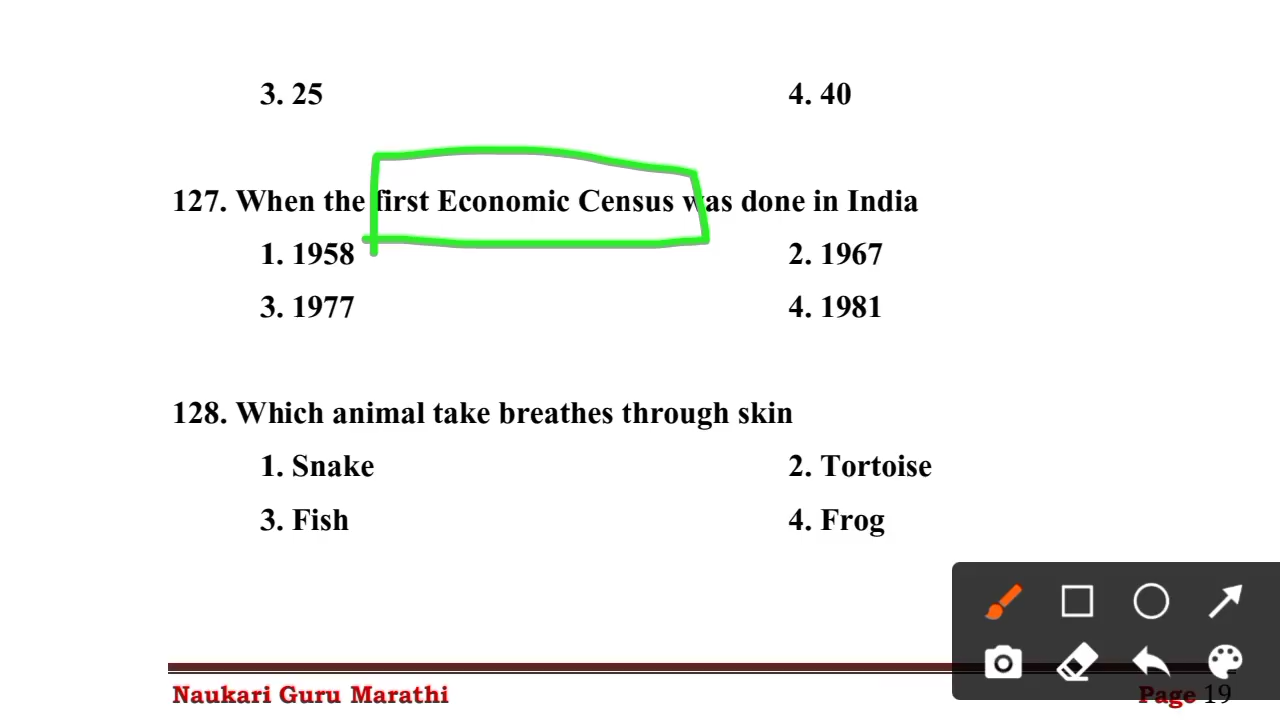 3. 25 4. 40
127. When the first Economic Census was done in India
1. 1958 2. 1967
3. 1977 4. 1981
128. Which animal take breathes through skin
1. Snake 2. Tortoise
3. Fish 4. Frog
Naukari Guru Marathi Page 19